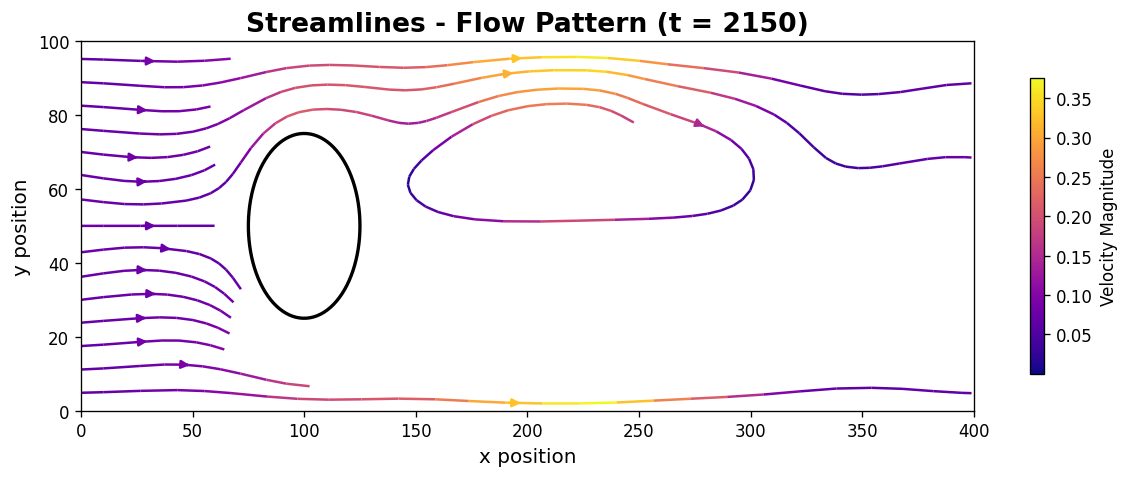 Streamlines - Flow Pattern (t = 2150)
100
80
60
40
20
0
y position
0 50 100 150 200 250 300 350 400
x position
0.35
0.30
0.25
0.20
0.15
0.10
0.05
Velocity Magnitude